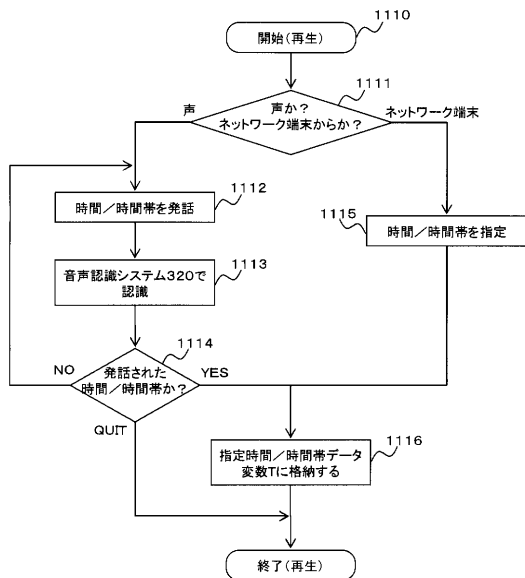 1110
開始(再生)
1111
声
声か?
ネットワーク端末からか?
ネットワーク端末
1112
時間/時間帯を発話
1115
時間/時間帯を指定
1113
音声認識システム320で
認識
1114
NO
発話された
時間/時間帯か?
YES
QUIT
1116
指定時間/時間帯データ
変数Tに格納する
終了(再生)